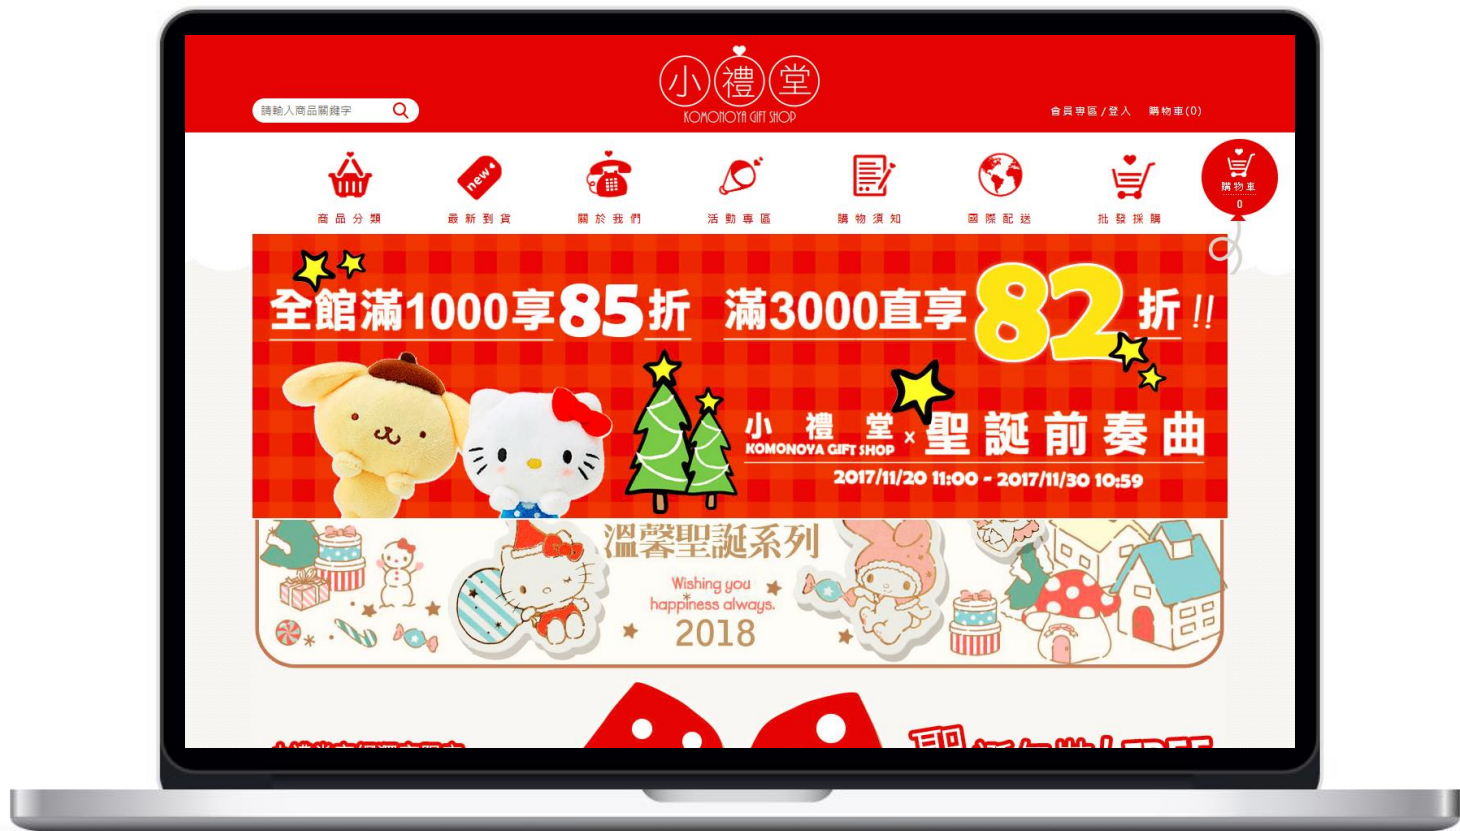 小禮堂
KOMONOYA GIFT SHOP
請輸入商品關鍵字
會員專區/登入 購物車(0)
new
商品分類
最新到貨
關於我們
活動專區
購物須知
國際配送
批發採購
購物車
0
全館滿1000享85折 滿3000直享82折!!
小禮堂 KOMONOYA GIFT SHOP × 聖誕前奏曲
2017/11/20 11:00 - 2017/11/30 10:59
溫馨聖誕系列
Wishing you
happiness always.
2018